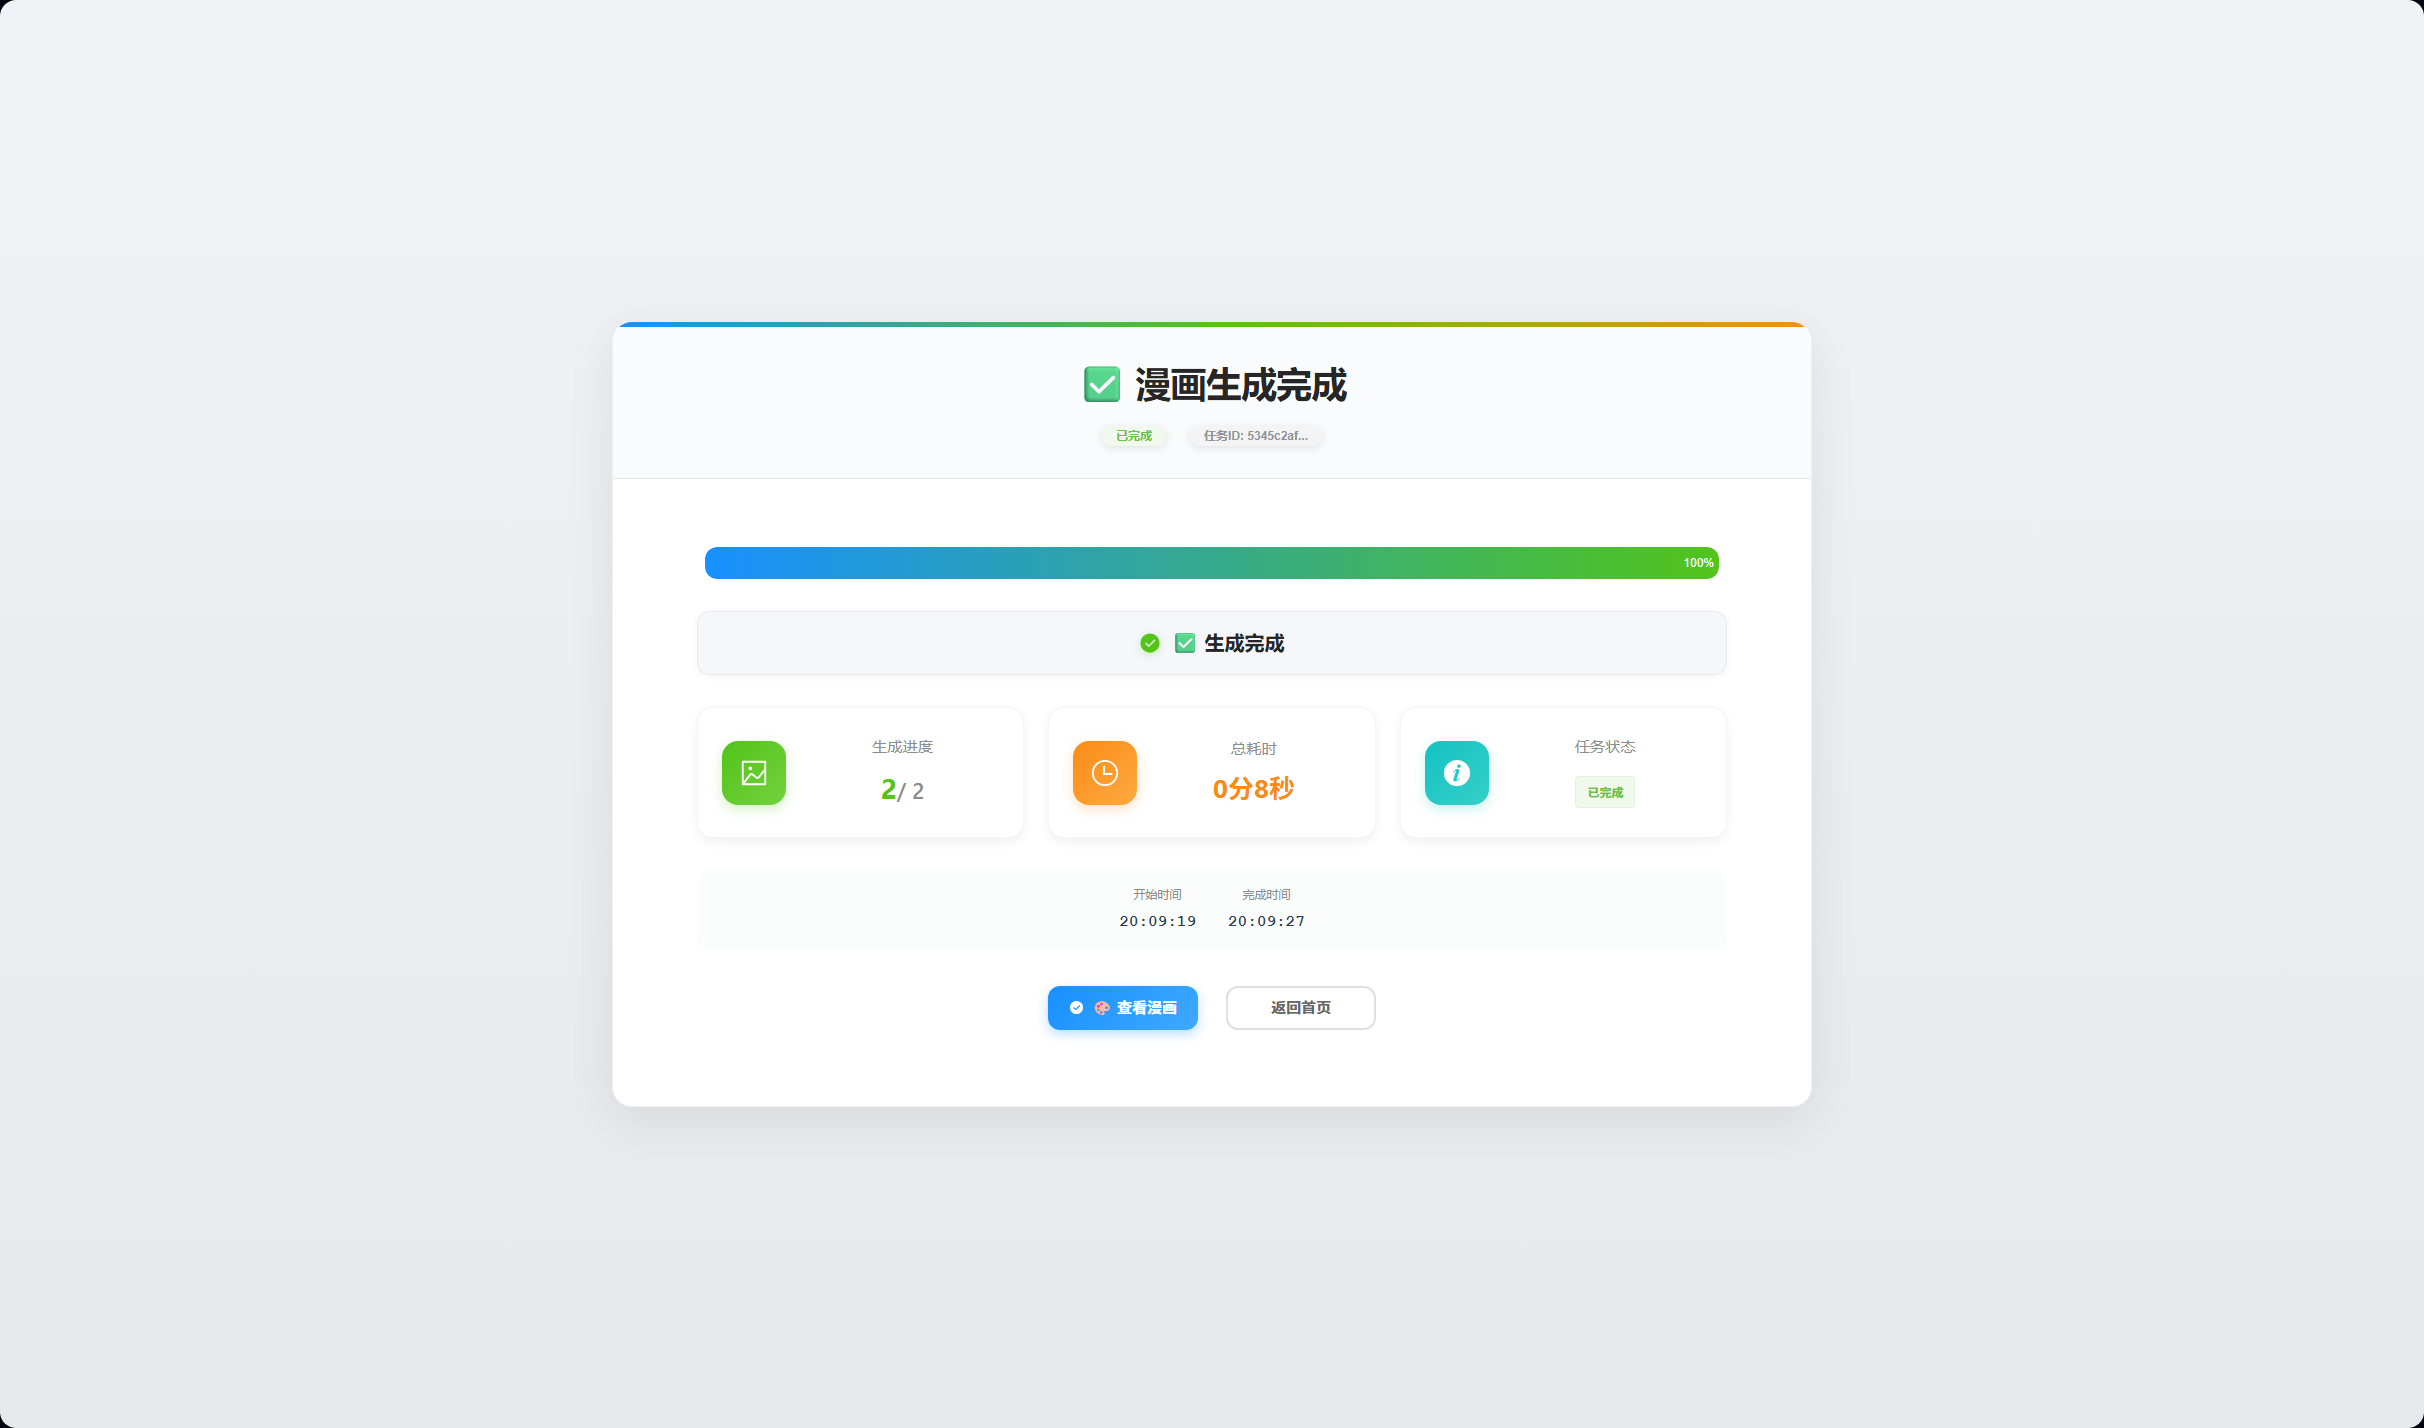 ✅ 漫画生成完成
已完成 任务ID: 5345c2af...
100%
✅ 生成完成
生成进度
2/ 2
总耗时
0分8秒
任务状态
已完成
开始时间
20:09:19
完成时间
20:09:27
🎨 查看漫画
返回首页